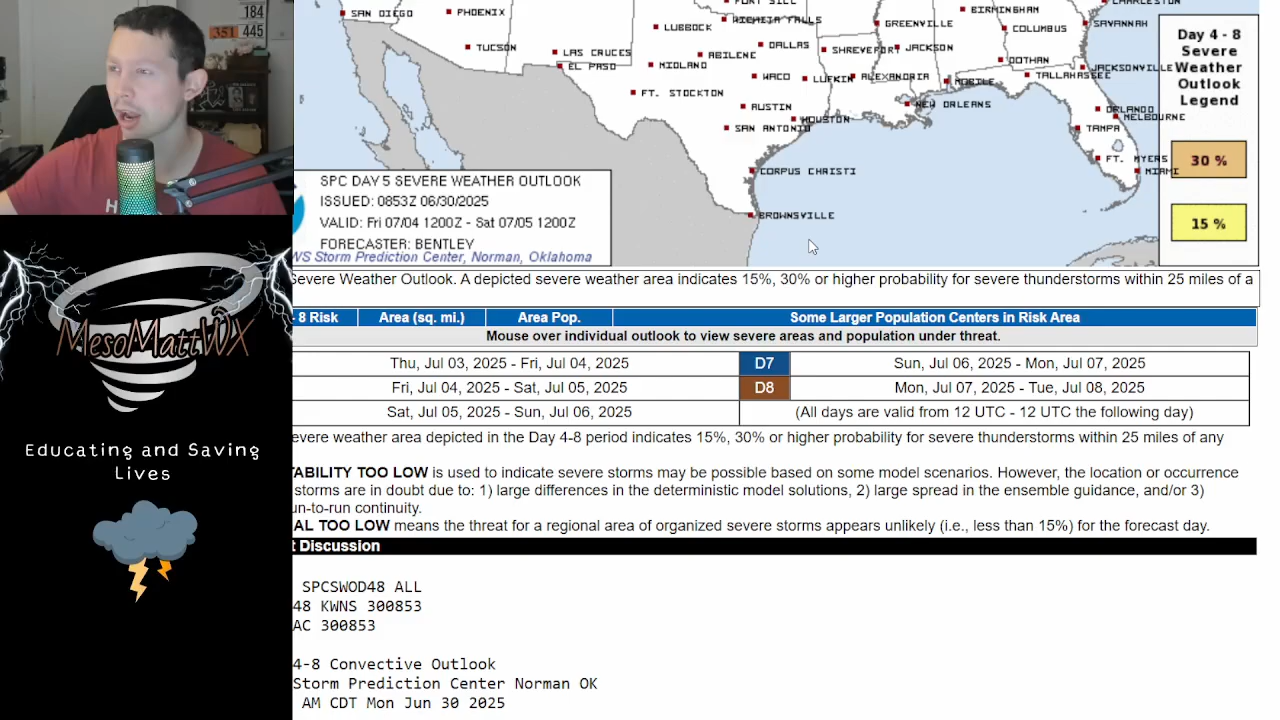 184
351 445
SAN DIEGO
PHOENIX
TUCSON
LAS CRUCES
EL PASO
LUBBOCK
WICHITA FALLS
ABILENE
DALLAS
MIDLAND
FT. STOCKTON
WACO
AUSTIN
SAN ANTONIO
HOUSTON
LUFKIN
SHREVEPORT
ALEXANDRIA
JACKSON
GREENVILLE
BIRMINGHAM
COLUMBUS
DOTHAN
MOBILE
NEW ORLEANS
TALLAHASSEE
SAVANNAH
CHARLESTON
JACKSONVILLE
ORLANDO
MELBOURNE
TAMPA
FT. MYERS
MIAMI
CORPUS CHRISTI
BROWNSVILLE
Day 4 - 8
Severe
Weather
Outlook
Legend
30 %
15 %
SPC DAY 5 SEVERE WEATHER OUTLOOK
ISSUED: 0853Z 06/30/2025
VALID: Fri 07/04 1200Z - Sat 07/05 1200Z
FORECASTER: BENTLEY
WS Storm Prediction Center, Norman, Oklahoma
MesoMattWX
Educating and Saving
Lives
Severe Weather Outlook. A depicted severe weather area indicates 15%, 30% or higher probability for severe thunderstorms within 25 miles of a
- 8 Risk Area (sq. mi.) Area Pop. Some Larger Population Centers in Risk Area
Mouse over individual outlook to view severe areas and population under threat.
Thu, Jul 03, 2025 - Fri, Jul 04, 2025 D7 Sun, Jul 06, 2025 - Mon, Jul 07, 2025
Fri, Jul 04, 2025 - Sat, Jul 05, 2025 D8 Mon, Jul 07, 2025 - Tue, Jul 08, 2025
Sat, Jul 05, 2025 - Sun, Jul 06, 2025 (All days are valid from 12 UTC - 12 UTC the following day)
evere weather area depicted in the Day 4-8 period indicates 15%, 30% or higher probability for severe thunderstorms within 25 miles of any
TABILITY TOO LOW is used to indicate severe storms may be possible based on some model scenarios. However, the location or occurrence
storms are in doubt due to: 1) large differences in the deterministic model solutions, 2) large spread in the ensemble guidance, and/or 3)
un-to-run continuity.
AL TOO LOW means the threat for a regional area of organized severe storms appears unlikely (i.e., less than 15%) for the forecast day.
t Discussion
SPCSWOD48 ALL
48 KWNS 300853
AC 300853
4-8 Convective Outlook
Storm Prediction Center Norman OK
AM CDT Mon Jun 30 2025